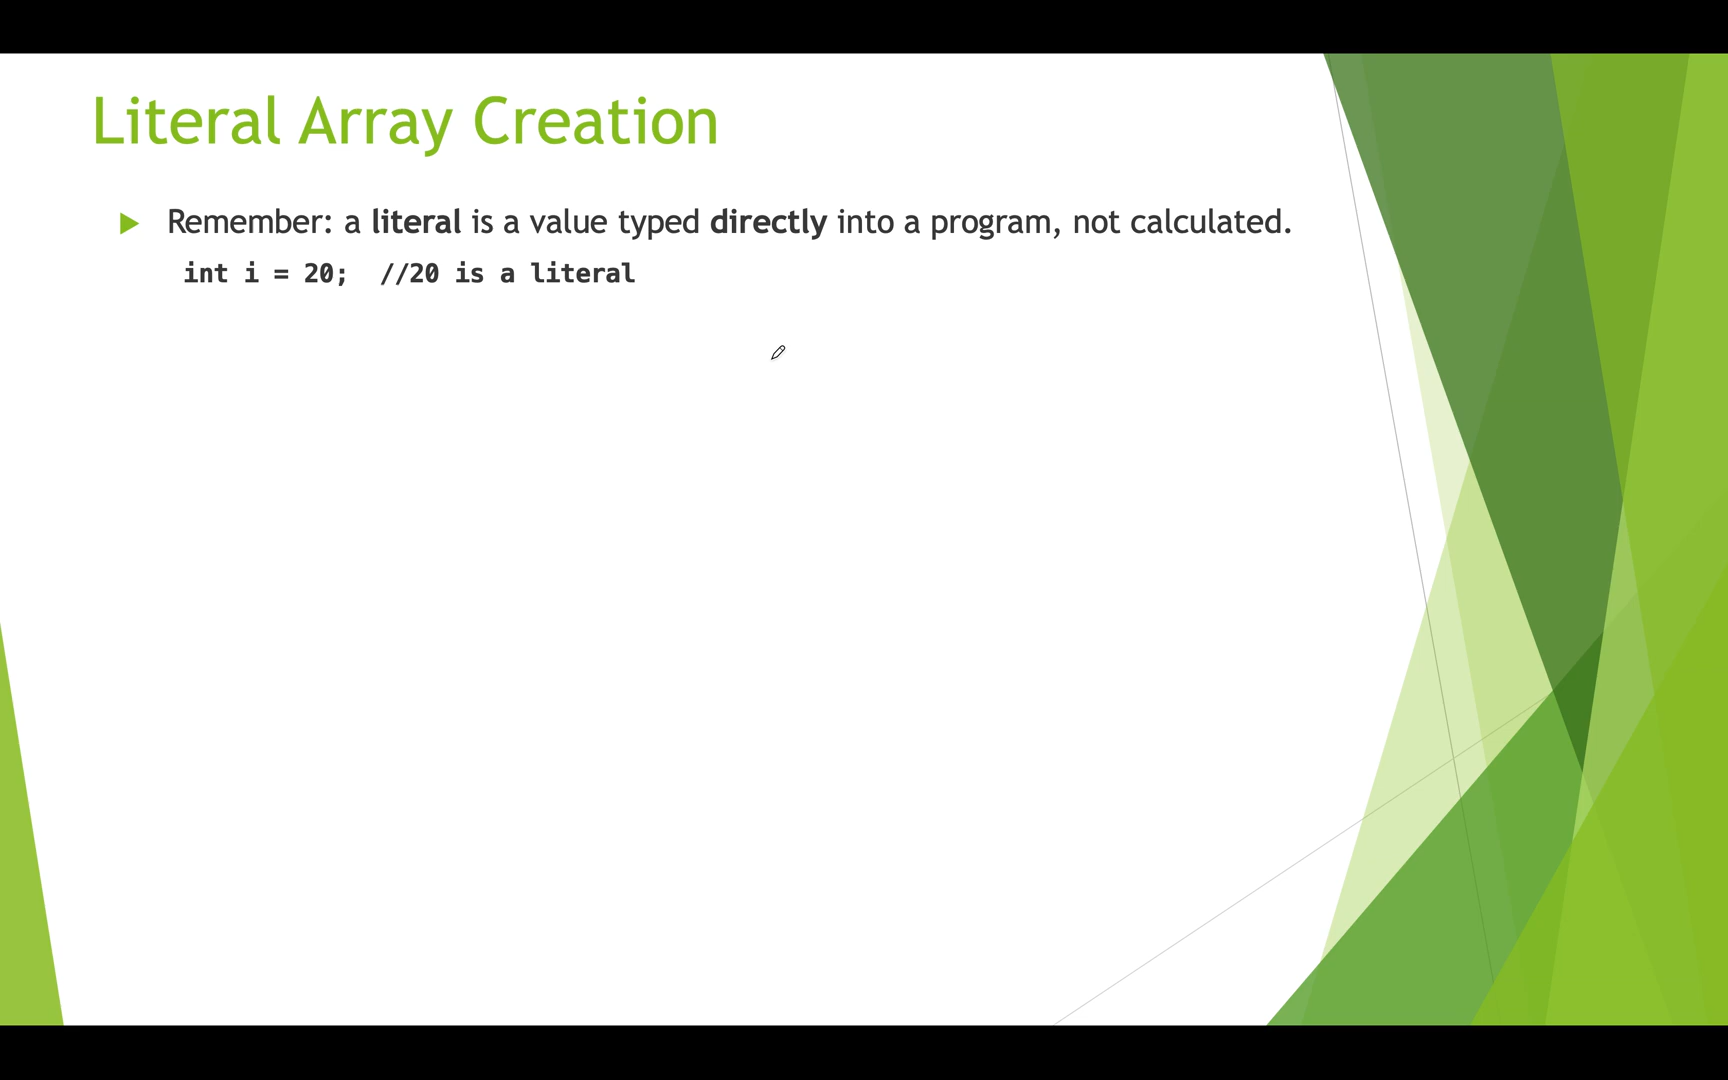 Literal Array Creation
Remember: a literal is a value typed directly into a program, not calculated.
int i = 20;  //20 is a literal